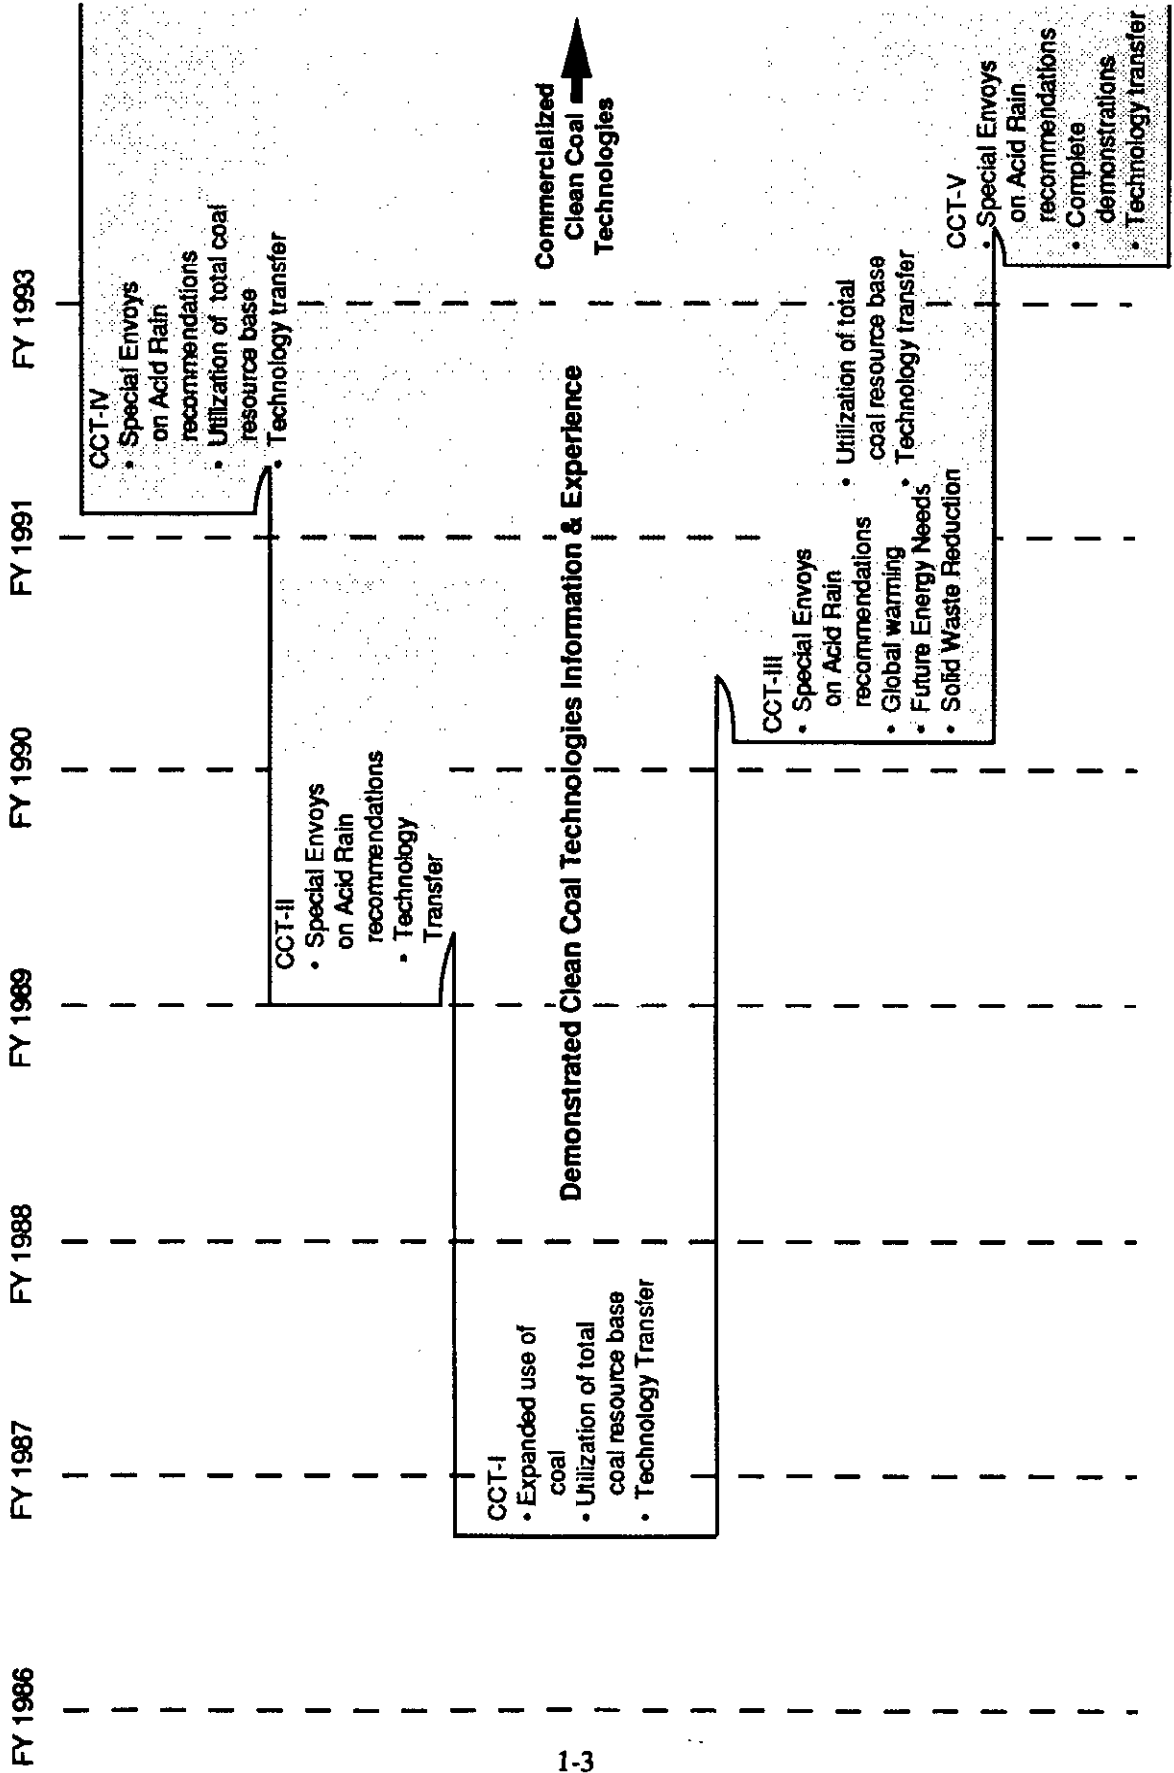 FY 1986
FY 1987
FY 1988
FY 1989
FY 1990
FY 1991
FY 1993
CCT-IV
• Special Envoys
on Acid Rain
recommendations
• Utilization of total coal
resource base
• Technology transfer
CCT-II
• Special Envoys
on Acid Rain
recommendations
• Technology
Transfer
CCT-I
• Expanded use of
coal
• Utilization of total
coal resource base
• Technology Transfer
Demonstrated Clean Coal Technologies Information & Experience
Commercialized
Clean Coal
Technologies
CCT-III
• Special Envoys
on Acid Rain
recommendations
• Global warming
• Future Energy Needs
• Solid Waste Reduction
• Utilization of total
coal resource base
• Technology transfer
CCT-V
• Special Envoys
on Acid Rain
recommendations
• Complete
demonstrations
• Technology transfer
1-3